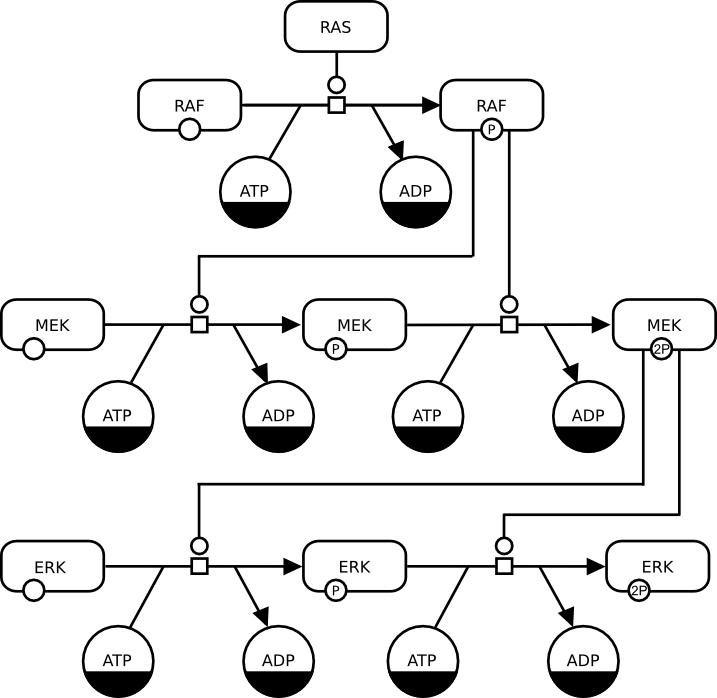 RAS
RAF
RAF
P
ATP
ADP
MEK
MEK
MEK
P
2P
ATP
ADP
ATP
ADP
ERK
ERK
ERK
P
2P
ATP
ADP
ATP
ADP